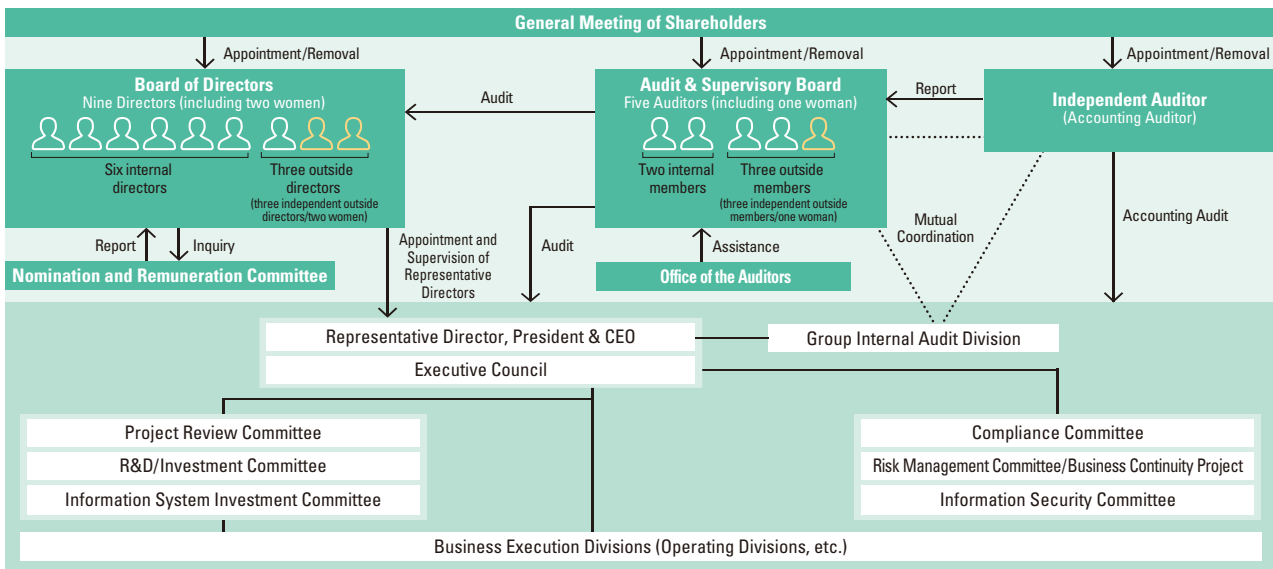 General Meeting of Shareholders
Appointment/Removal
Appointment/Removal
Appointment/Removal
Board of Directors
Nine Directors (including two women)
Six internal
directors
Three outside
directors
(three independent outside
directors/two women)
Audit
Audit & Supervisory Board
Five Auditors (including one woman)
Two internal
members
Three outside
members
(three independent outside
members/one woman)
Report
Independent Auditor
(Accounting Auditor)
Report
Inquiry
Appointment and
Supervision of
Representative
Directors
Audit
Assistance
Mutual
Coordination
Accounting Audit
Nomination and Remuneration Committee
Office of the Auditors
Representative Director, President & CEO
Executive Council
Group Internal Audit Division
Project Review Committee
R&D/Investment Committee
Information System Investment Committee
Compliance Committee
Risk Management Committee/Business Continuity Project
Information Security Committee
Business Execution Divisions (Operating Divisions, etc.)